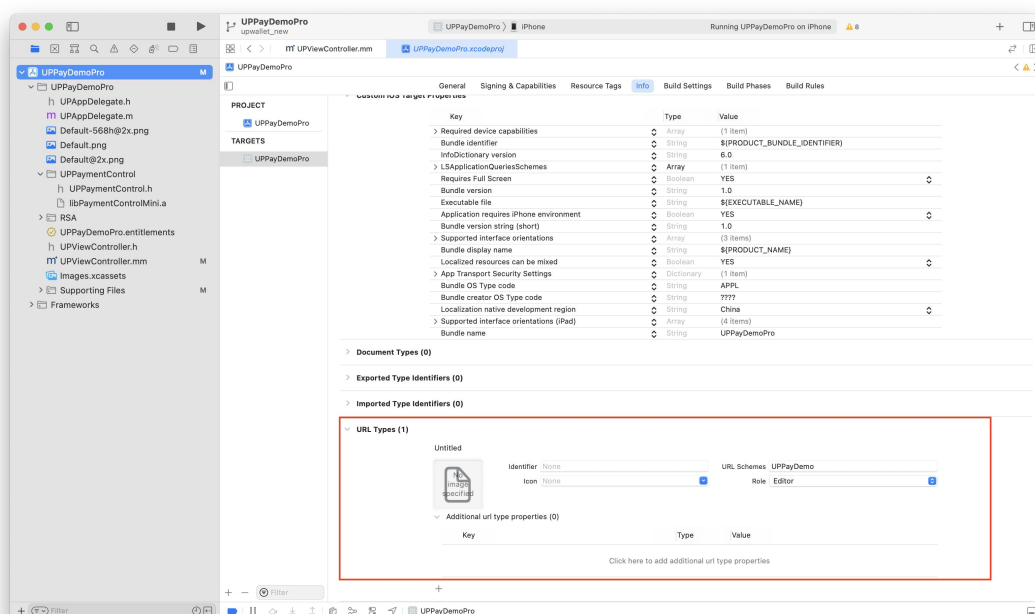 UPPayDemoPro
upwallet_new
UPPayDemoPro 〉 iPhone
Running UPPayDemoPro on iPhone
8
UPViewController.mm
UPPayDemoPro.xcodeproj
UPPayDemoPro M
UPPayDemoPro
h UPAppDelegate.h
m UPAppDelegate.m
Default-568h@2x.png
Default.png
Default@2x.png
UPPaymentControl
h UPPaymentControl.h
libPaymentControlMini.a
RSA
UPPayDemoPro.entitlements
h UPViewController.h
m UPViewController.mm M
Images.xcassets
Supporting Files M
Frameworks
Filter
UPPayDemoPro
General Signing & Capabilities Resource Tags Info Build Settings Build Phases Build Rules
PROJECT
UPPayDemoPro
TARGETS
UPPayDemoPro
Filter
Custom iOS Target Properties
Key Type Value
Required device capabilities Array (1 item)
Bundle identifier String $(PRODUCT_BUNDLE_IDENTIFIER)
InfoDictionary version String 6.0
LSApplicationQueriesSchemes Array (1 item)
Requires Full Screen Boolean YES
Bundle version String 1.0
Executable file String ${EXECUTABLE_NAME}
Application requires iPhone environment Boolean YES
Bundle version string (short) String 1.0
Supported interface orientations Array (3 items)
Bundle display name String ${PRODUCT_NAME}
Localized resources can be mixed Boolean YES
App Transport Security Settings Dictionary (1 item)
Bundle OS Type code String APPL
Bundle creator OS Type code String ????
Localization native development region String China
Supported interface orientations (iPad) Array (4 items)
Bundle name String UPPayDemoPro
Document Types (0)
Exported Type Identifiers (0)
Imported Type Identifiers (0)
URL Types (1)
Untitled
No
image
specified
Identifier None URL Schemes UPPayDemo
Icon None Role Editor
Additional url type properties (0)
Key Type Value
Click here to add additional url type properties
UPPayDemoPro